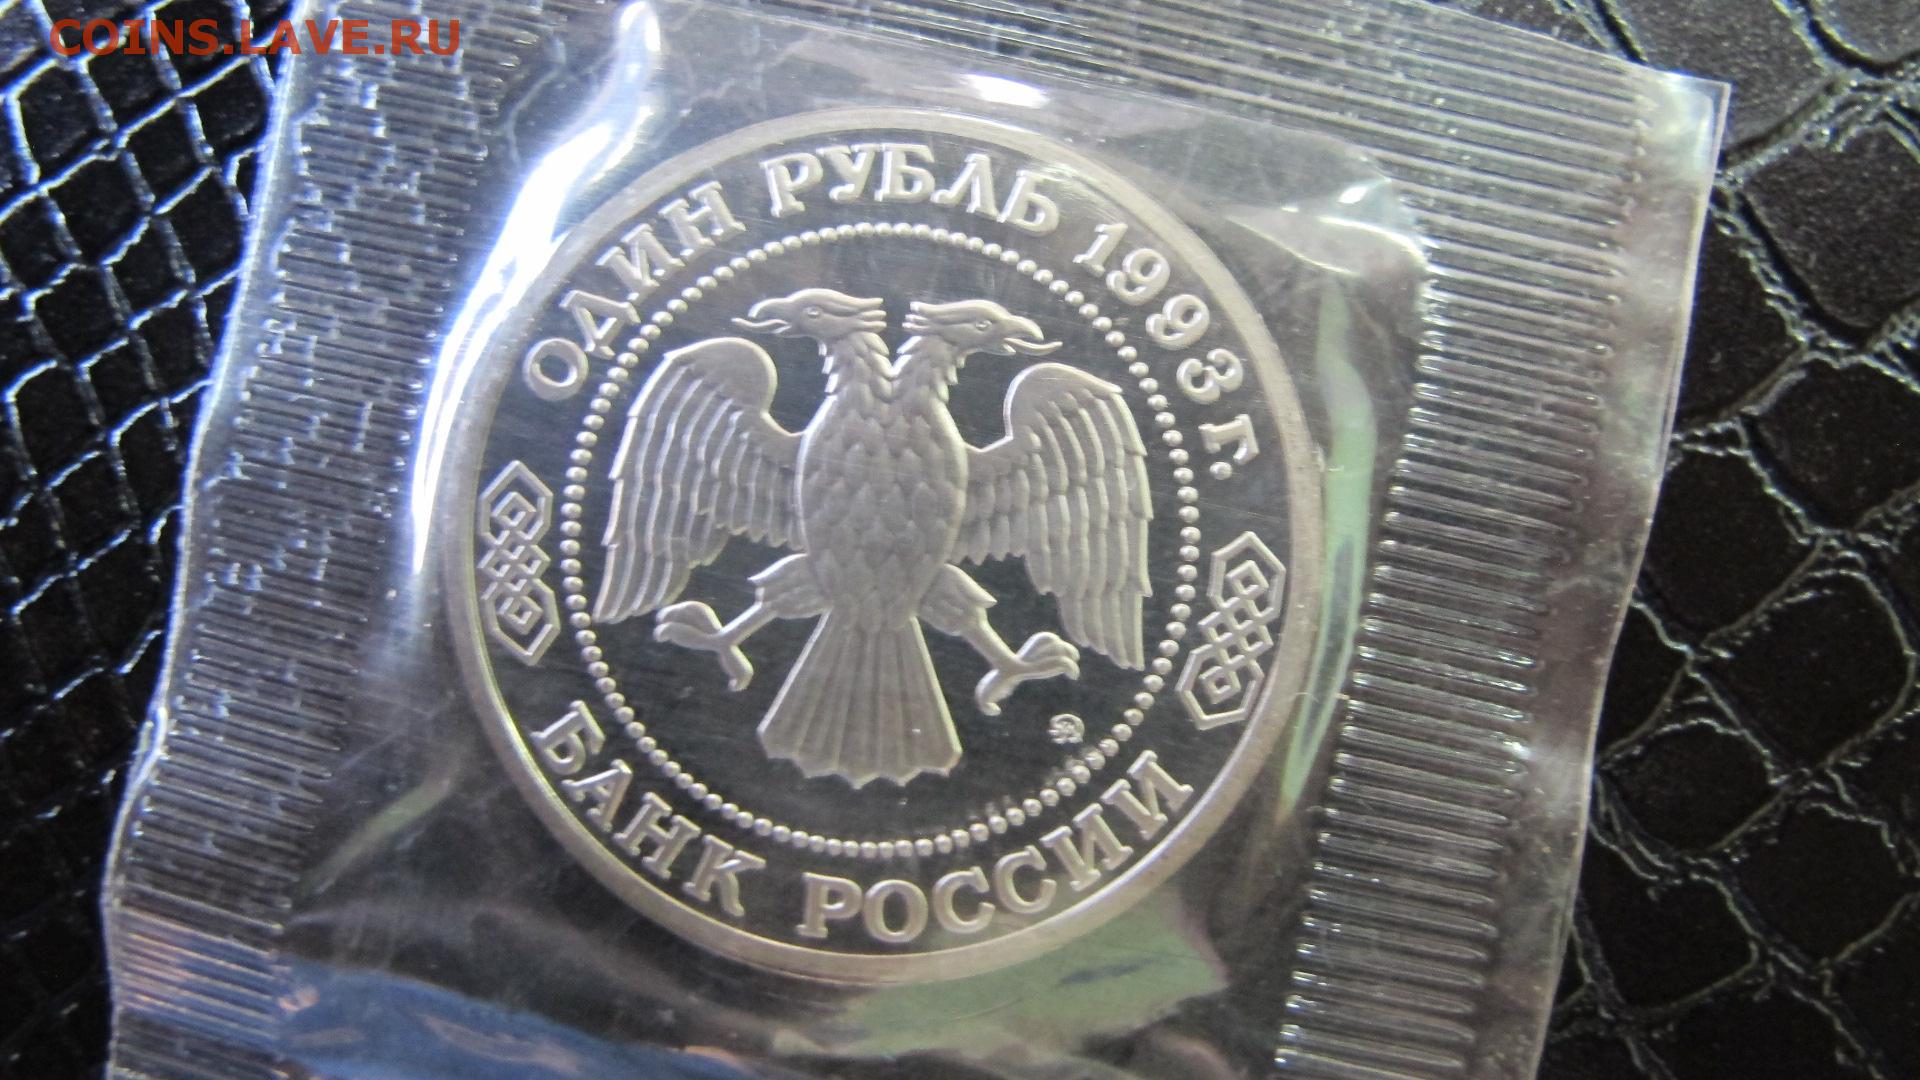 COINS.LAVE.RU
ОДИН РУБЛЬ 1993 Г.
БАНК РОССИИ